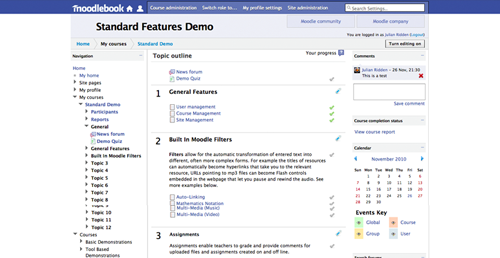 moodlebook
Course administration
Switch role to...
My profile settings
Site administration
Search Settings...
Standard Features Demo
Moodle community
Moodle company
You are logged in as Julian Ridden (Logout)
Home
My courses
Standard Demo
Turn editing on
Navigation
Home
My home
Site pages
My profile
My courses
Standard Demo
Participants
Reports
General
News forum
Demo Quiz
General Features
Built In Moodle Filters
Topic 3
Topic 4
Topic 5
Topic 6
Topic 7
Topic 8
Topic 9
Topic 10
Topic 11
Topic 12
Courses
Basic Demonstrations
Tool Based
Demonstrations
Topic outline
Your progress
News forum
Demo Quiz
1 General Features
User management
Course Management
Site Management
2 Built In Moodle Filters
Filters allow for the automatic transformation of entered text into
different, often more complex forms. For example the titles of resources
can automatically become hyperlinks that take you to the relevant
resource, URLs pointing to mp3 files can become Flash controls
embedded in the webpage that let you pause and rewind the audio. See
more examples below.
Auto-Linking
Mathematics Notation
Multi-Media (Music)
Multi-Media (Video)
3 Assignments
Assignments enable teachers to grade and provide comments for
uploaded files and assignments created on and off line.
Comments
Julian Ridden - 26 Nov, 21:30
This is a test
Save comment
Course completion status
View course report
Calendar
November 2010
SUN MON TUE WED THU FRI SAT
1 2 3 4 5 6
7 8 9 10 11 12 13
14 15 16 17 18 19 20
21 22 23 24 25 26 27
28 29 30
Events Key
Global
Course
Group
User